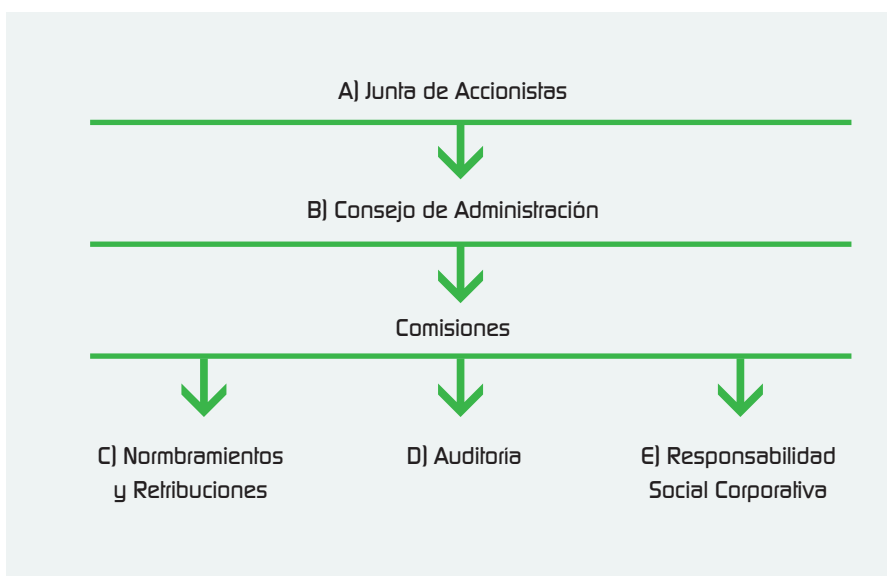 A) Junta de Accionistas
B) Consejo de Administración
Comisiones
C) Normbramientos
y Retribuciones
D) Auditoría
E) Responsabilidad
Social Corporativa